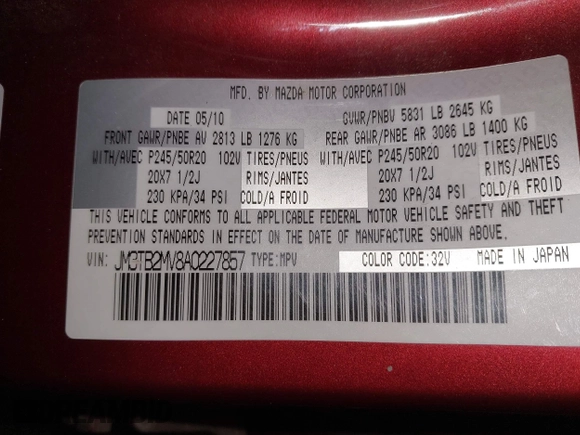 MFD. BY MAZDA MOTOR CORPORATION
DATE 05/10 GVWR/PNBV 5831 LB 2645 KG
FRONT GAWR/PNBE AV 2813 LB 1276 KG REAR GAWR/PNBE AR 3086 LB 1400 KG
WITH/AVEC P245/50R20 102V TIRES/PNEUS WITH/AVEC P245/50R20 102V TIRES/PNEUS
20X7 1/2J RIMS/JANTES 20X7 1/2J RIMS/JANTES
230 KPA/34 PSI COLD/A FROID 230 KPA/34 PSI COLD/A FROID
THIS VEHICLE CONFORMS TO ALL APPLICABLE FEDERAL MOTOR VEHICLE SAFETY AND THEFT
PREVENTION STANDARDS IN EFFECT ON THE DATE OF MANUFACTURE SHOWN ABOVE.
VIN: JM3TB2MV8A0227857 TYPE:MPV COLOR CODE:32V MADE IN JAPAN